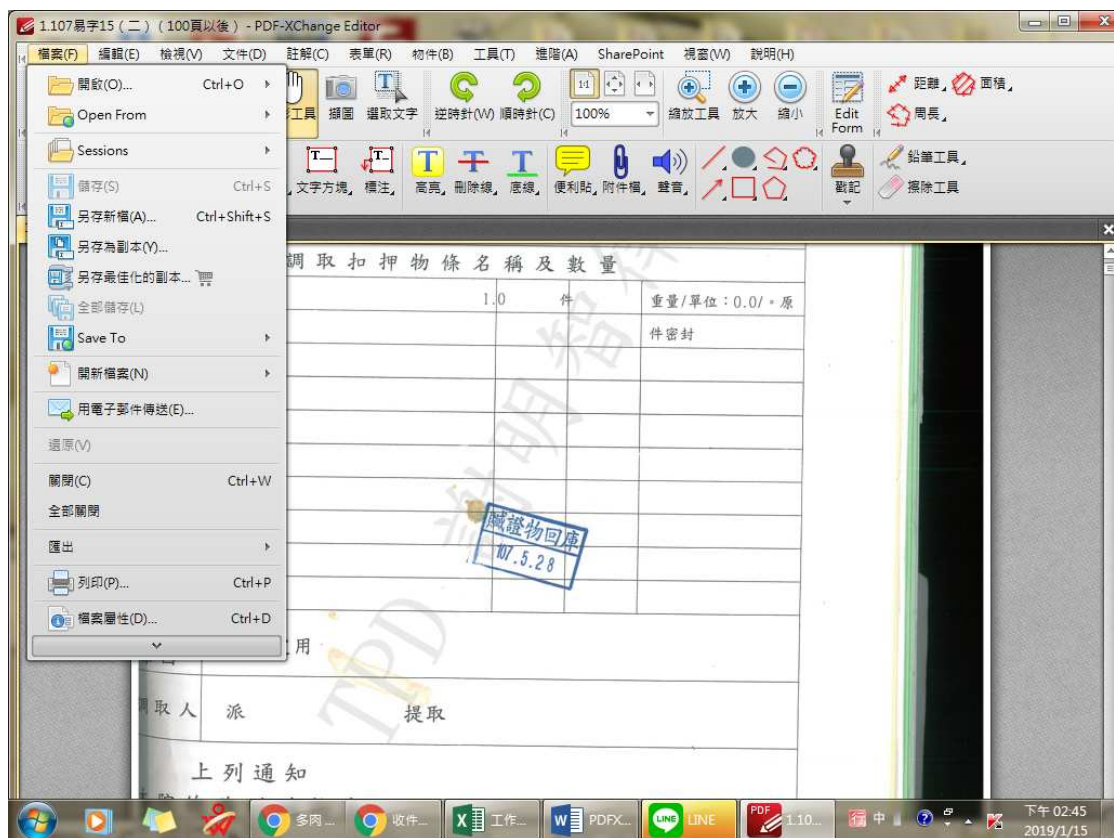 1.107易字15（二）（100頁以後） - PDF-XChange Editor
檔案(F) 編輯(E) 檢視(V) 文件(D) 註解(C) 表單(R) 物件(B) 工具(T) 進階(A) SharePoint 視窗(W) 說明(H)
開啟(O)... Ctrl+O
Open From
Sessions
儲存(S) Ctrl+S
另存新檔(A)... Ctrl+Shift+S
另存為副本(Y)...
另存最佳化的副本...
全部儲存(L)
Save To
開新檔案(N)
用電子郵件傳送(E)...
還原(V)
關閉(C) Ctrl+W
全部關閉
匯出
列印(P)... Ctrl+P
檔案屬性(D)... Ctrl+D
工具 擷圖 選取文字 逆時針(W) 順時針(C) 100% 縮放工具 放大 縮小 Edit Form 距離 面積
周長
文字方塊 標注 高亮 刪除線 底線 便利貼 附件檔 聲音 戳記 鉛筆工具
擦除工具
調取扣押物條名稱及數量
1.0 件 重量/單位：0.0/。原
件密封
贓證物回庫
107.5.28
TPD 謝明智
用
取人 派 提取
上列通知
多肉... 收件... 工作... PDFX... LINE 1.10... 中 下午 02:45
2019/1/15